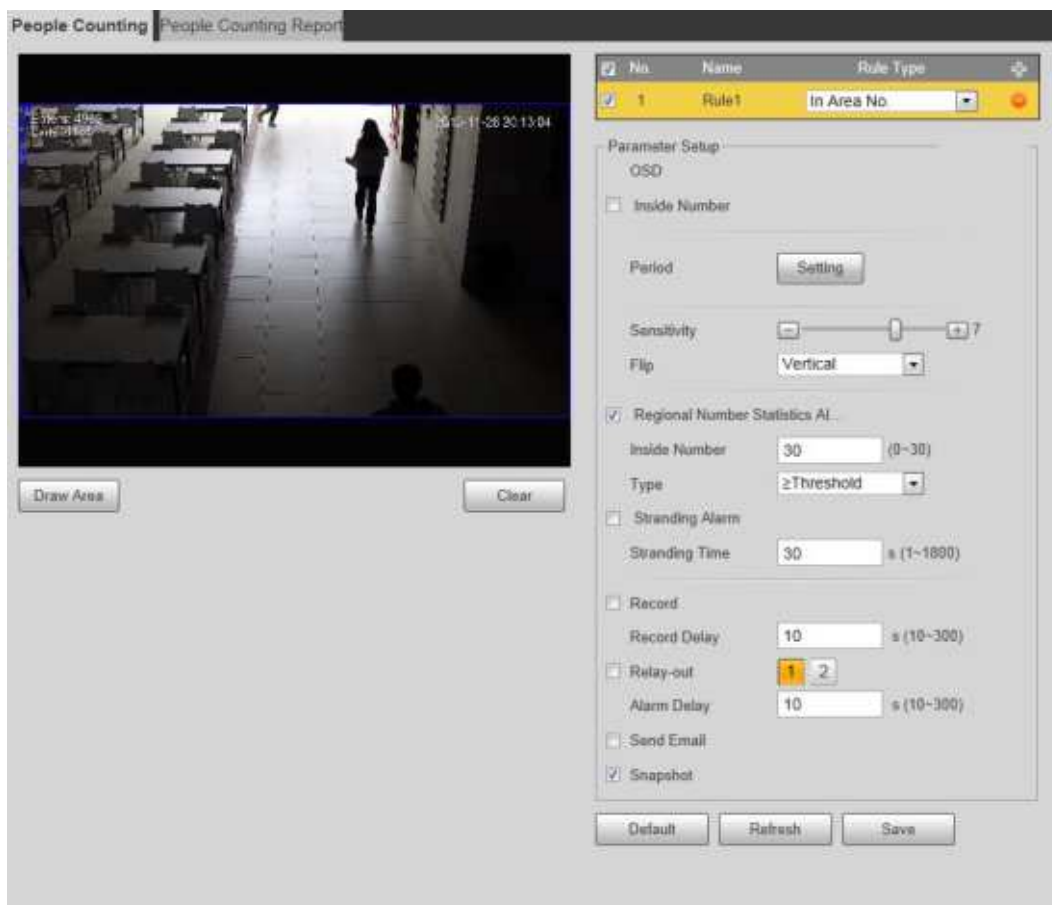 People Counting People Counting Report
No. Name Rule Type
1 Rule1 In Area No.
Parameter Setup
OSD
Inside Number
Period Setting
Sensitivity 7
Flip Vertical
Regional Number Statistics Al...
Inside Number 30 (0~30)
Type ≥Threshold
Draw Area Clear
Stranding Alarm
Stranding Time 30 s (1~1800)
Record
Record Delay 10 s (10~300)
Relay-out 1 2
Alarm Delay 10 s (10~300)
Send Email
Snapshot
Default Refresh Save